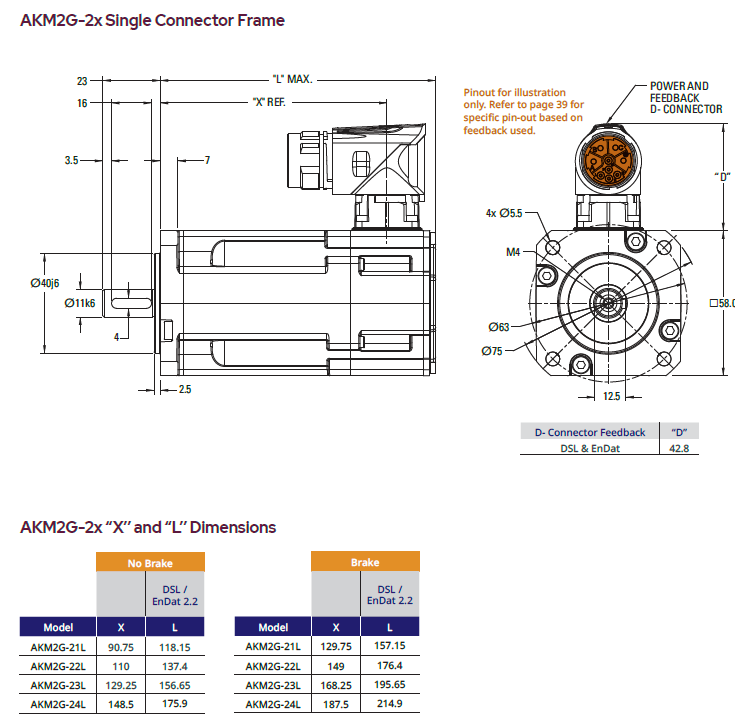 AKM2G-2x Single Connector Frame
23
"L" MAX.
16
"X" REF.
3.5
7
Ø40j6
Ø11k6
4
2.5
Pinout for illustration
only. Refer to page 39 for
specific pin-out based on
feedback used.
POWER AND
FEEDBACK
D- CONNECTOR
"D"
4x Ø5.5
M4
□58.0
Ø63
Ø75
12.5
D- Connector Feedback "D"
DSL & EnDat 42.8
AKM2G-2x “X” and “L” Dimensions
No Brake
DSL /
EnDat 2.2
Model X L
AKM2G-21L 90.75 118.15
AKM2G-22L 110 137.4
AKM2G-23L 129.25 156.65
AKM2G-24L 148.5 175.9
Brake
DSL /
EnDat 2.2
Model X L
AKM2G-21L 129.75 157.15
AKM2G-22L 149 176.4
AKM2G-23L 168.25 195.65
AKM2G-24L 187.5 214.9